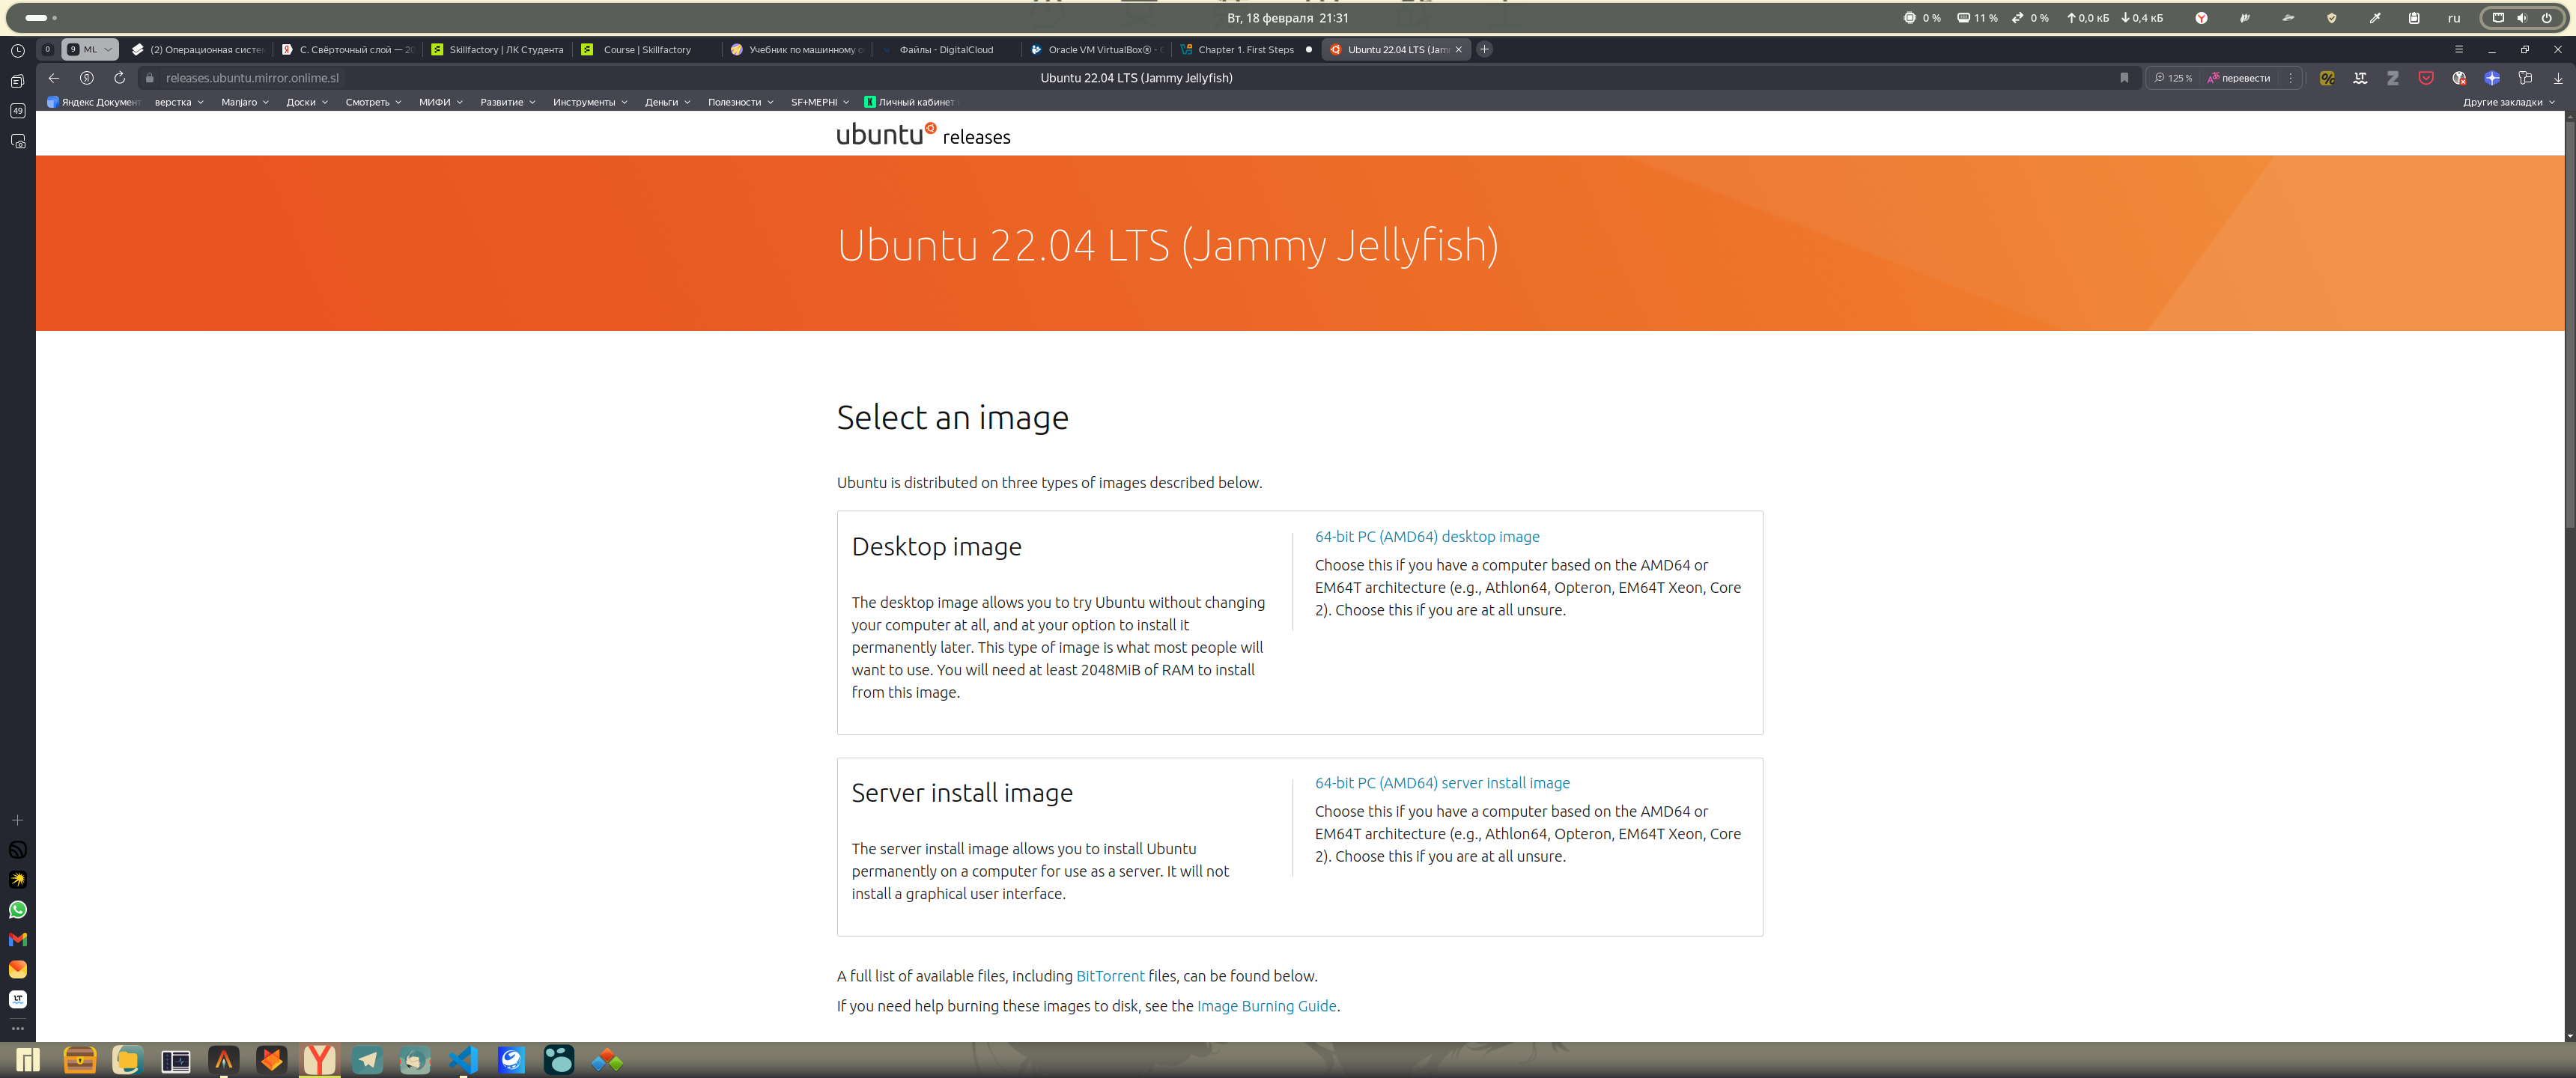 Вт, 18 февраля 21:31
0 %
11 %
0 %
0,0 кБ
0,4 кБ
ru
0
9 ML
(2) Операционная систе
С. Свёрточный слой — 20
Skillfactory | ЛК Студента
Course | Skillfactory
Учебник по машинному о
Файлы - DigitalCloud
Oracle VM VirtualBox® -
Chapter 1. First Steps
Ubuntu 22.04 LTS (Jam
releases.ubuntu.mirror.onlime.sl
Ubuntu 22.04 LTS (Jammy Jellyfish)
125 %
перевести
Яндекс Документ
верстка
Manjaro
Доски
Смотреть
МИФИ
Развитие
Инструменты
Деньги
Полезности
SF+MEPHI
Личный кабинет
Другие закладки
49
ubuntu releases
Ubuntu 22.04 LTS (Jammy Jellyfish)
Select an image
Ubuntu is distributed on three types of images described below.
Desktop image
The desktop image allows you to try Ubuntu without changing
your computer at all, and at your option to install it
permanently later. This type of image is what most people will
want to use. You will need at least 2048MiB of RAM to install
from this image.
64-bit PC (AMD64) desktop image
Choose this if you have a computer based on the AMD64 or
EM64T architecture (e.g., Athlon64, Opteron, EM64T Xeon, Core
2). Choose this if you are at all unsure.
Server install image
The server install image allows you to install Ubuntu
permanently on a computer for use as a server. It will not
install a graphical user interface.
64-bit PC (AMD64) server install image
Choose this if you have a computer based on the AMD64 or
EM64T architecture (e.g., Athlon64, Opteron, EM64T Xeon, Core
2). Choose this if you are at all unsure.
A full list of available files, including BitTorrent files, can be found below.
If you need help burning these images to disk, see the Image Burning Guide.